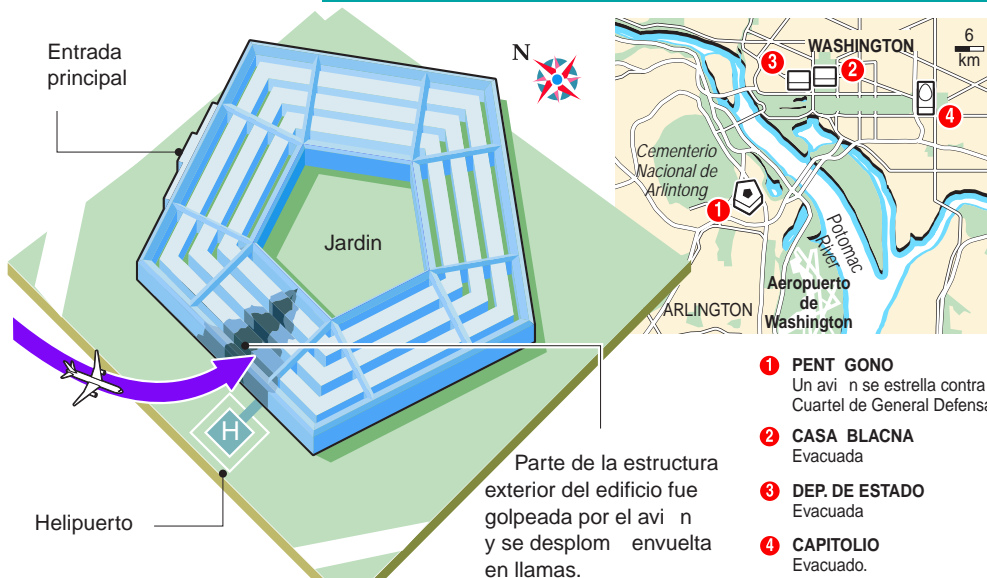 Entrada
principal
N
Jardin
H
Helipuerto
Parte de la estructura
exterior del edificio fue
golpeada por el avi n
y se desplom envuelta
en llamas.
6
km
WASHINGTON
3
2
4
Cementerio
Nacional de
Arlintong
1
Potomac
River
Aeropuerto
de
Washington
ARLINGTON
1 PENT GONO
Un avi n se estrella contra
Cuartel de General Defensa
2 CASA BLACNA
Evacuada
3 DEP. DE ESTADO
Evacuada
4 CAPITOLIO
Evacuado.